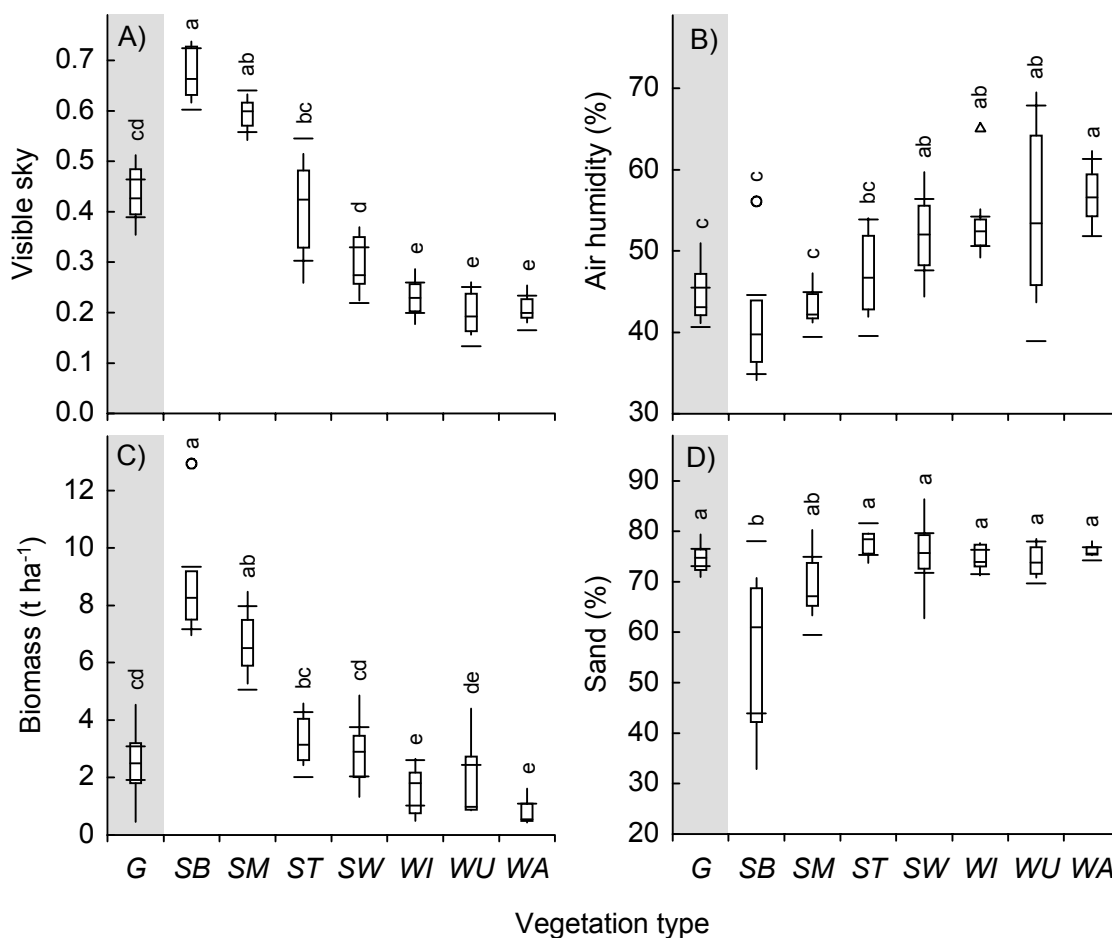 A)
Visible sky
0.7
0.6
0.5
0.4
0.3
0.2
0.1
0.0
cd
a
ab
bc
d
e
e
e
B)
Air humidity (%)
70
60
50
40
30
c
c
c
bc
ab
ab
ab
a
C)
Biomass (t ha-1)
12
10
8
6
4
2
0
cd
a
ab
bc
cd
e
de
e
G SB SM ST SW WI WU WA
D)
Sand (%)
90
80
70
60
50
40
30
20
a
b
ab
a
a
a
a
a
G SB SM ST SW WI WU WA
Vegetation type